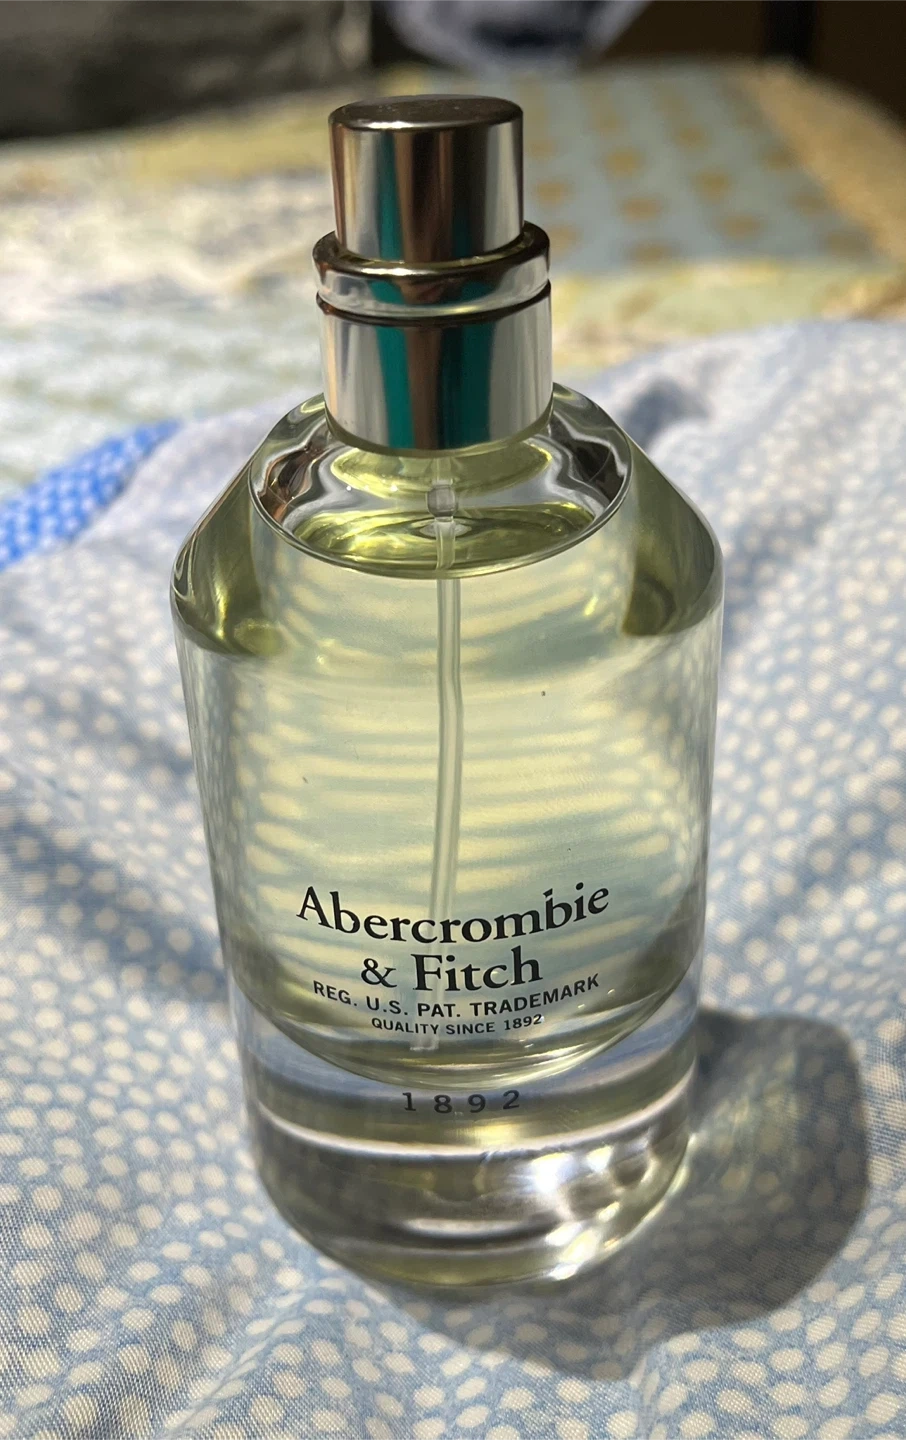 Abercrombie
& Fitch
REG. U.S. PAT. TRADEMARK
QUALITY SINCE 1892
1892